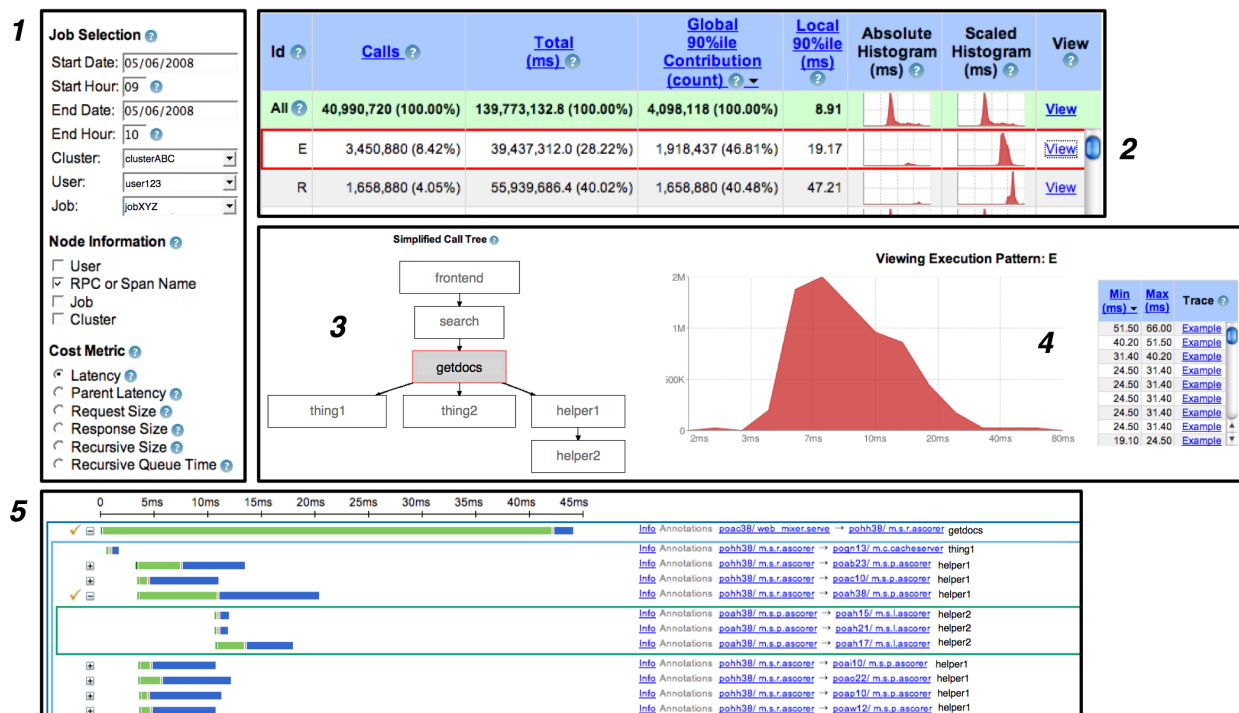 1
Job Selection ?
Start Date: 05/06/2008
Start Hour: 09 ?
End Date: 05/06/2008
End Hour: 10 ?
Cluster: clusterABC
User: user123
Job: jobXYZ
Node Information ?
User
RPC or Span Name
Job
Cluster
Cost Metric ?
Latency ?
Parent Latency ?
Request Size ?
Response Size ?
Recursive Size ?
Recursive Queue Time ?
2
Id ? Calls ? Total (ms) ? Global 90%ile Contribution (count) ? Local 90%ile (ms) ? Absolute Histogram (ms) ? Scaled Histogram (ms) ? View ?
All ? 40,990,720 (100.00%) 139,773,132.8 (100.00%) 4,098,118 (100.00%) 8.91 View
E 3,450,880 (8.42%) 39,437,312.0 (28.22%) 1,918,437 (46.81%) 19.17 View
R 1,658,880 (4.05%) 55,939,686.4 (40.02%) 1,658,880 (40.48%) 47.21 View
3
Simplified Call Tree ?
frontend
search
getdocs
thing1 thing2 helper1
helper2
4
Viewing Execution Pattern: E
2M
1M
500K
0
2ms 3ms 7ms 10ms 20ms 40ms 80ms
Min (ms) Max (ms) Trace ?
51.50 66.00 Example
40.20 51.50 Example
31.40 40.20 Example
24.50 31.40 Example
24.50 31.40 Example
24.50 31.40 Example
24.50 31.40 Example
24.50 31.40 Example
19.10 24.50 Example
5
0 5ms 10ms 15ms 20ms 25ms 30ms 35ms 40ms 45ms
Info Annotations poac38/ web_mixer.serve → pohh38/ m.s.r.ascorer getdocs
Info Annotations pohh38/ m.s.r.ascorer → poqn13/ m.c.cacheserver thing1
Info Annotations pohh38/ m.s.r.ascorer → poab23/ m.s.p.ascorer helper1
Info Annotations pohh38/ m.s.r.ascorer → poac10/ m.s.p.ascorer helper1
Info Annotations pohh38/ m.s.r.ascorer → poah38/ m.s.p.ascorer helper1
Info Annotations poah38/ m.s.p.ascorer → poah15/ m.s.l.ascorer helper2
Info Annotations poah38/ m.s.p.ascorer → poah21/ m.s.l.ascorer helper2
Info Annotations poah38/ m.s.p.ascorer → poah17/ m.s.l.ascorer helper2
Info Annotations pohh38/ m.s.r.ascorer → poai10/ m.s.p.ascorer helper1
Info Annotations pohh38/ m.s.r.ascorer → poao22/ m.s.p.ascorer helper1
Info Annotations pohh38/ m.s.r.ascorer → poap10/ m.s.p.ascorer helper1
Info Annotations pohh38/ m.s.r.ascorer → poaw12/ m.s.p.ascorer helper1